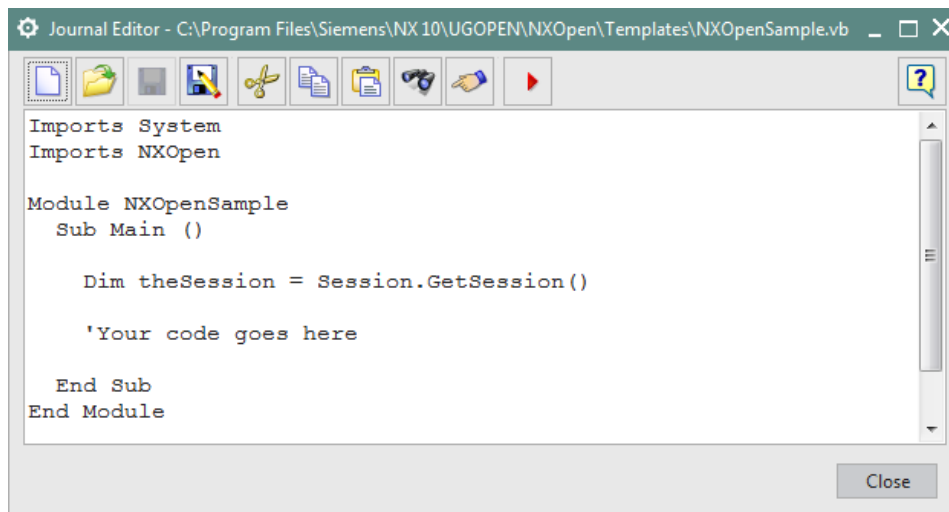 Journal Editor - C:\Program Files\Siemens\NX 10\UGOPEN\NXOpen\Templates\NXOpenSample.vb
Imports System
Imports NXOpen
Module NXOpenSample
Sub Main ()
Dim theSession = Session.GetSession()
'Your code goes here
End Sub
End Module
Close